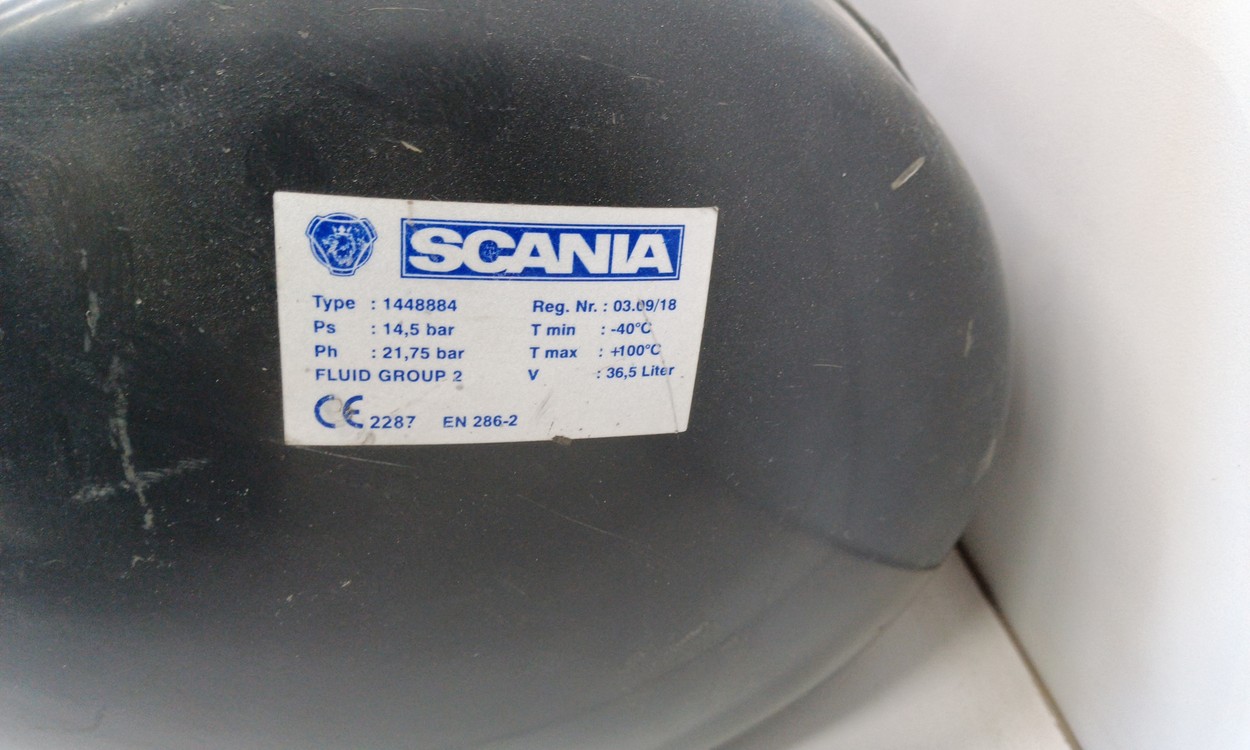 SCANIA
Type : 1448884 Reg. Nr. : 03.09/18
Ps : 14,5 bar T min : -40°C
Ph : 21,75 bar T max : +100°C
FLUID GROUP 2 V : 36,5 Liter
CE 2287 EN 286-2